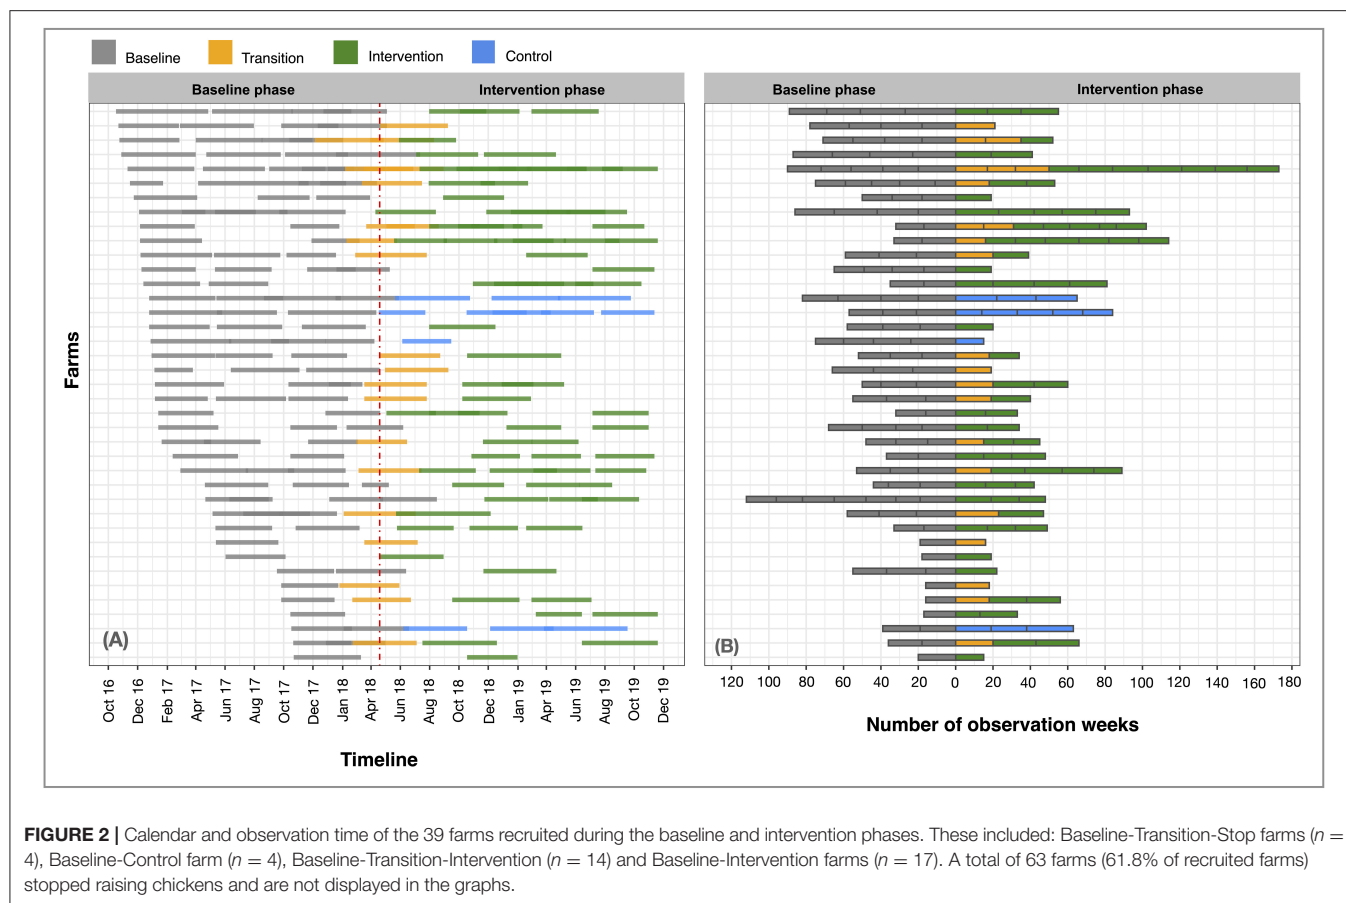 Baseline Transition Intervention Control
Baseline phase Intervention phase Baseline phase Intervention phase
Farms
(A) (B)
Oct 16 Dec 16 Feb 17 Apr 17 Jun 17 Aug 17 Oct 17 Dec 17 Jan 18 Apr 18 Jun 18 Aug 18 Oct 18 Dec 18 Jan 19 Apr 19 Jun 19 Aug 19 Oct 19 Dec 19
120 100 80 60 40 20 0 20 40 60 80 100 120 140 160 180
Number of observation weeks
Timeline
FIGURE 2 | Calendar and observation time of the 39 farms recruited during the baseline and intervention phases. These included: Baseline-Transition-Stop farms (n =
4), Baseline-Control farm (n = 4), Baseline-Transition-Intervention (n = 14) and Baseline-Intervention farms (n = 17). A total of 63 farms (61.8% of recruited farms)
stopped raising chickens and are not displayed in the graphs.